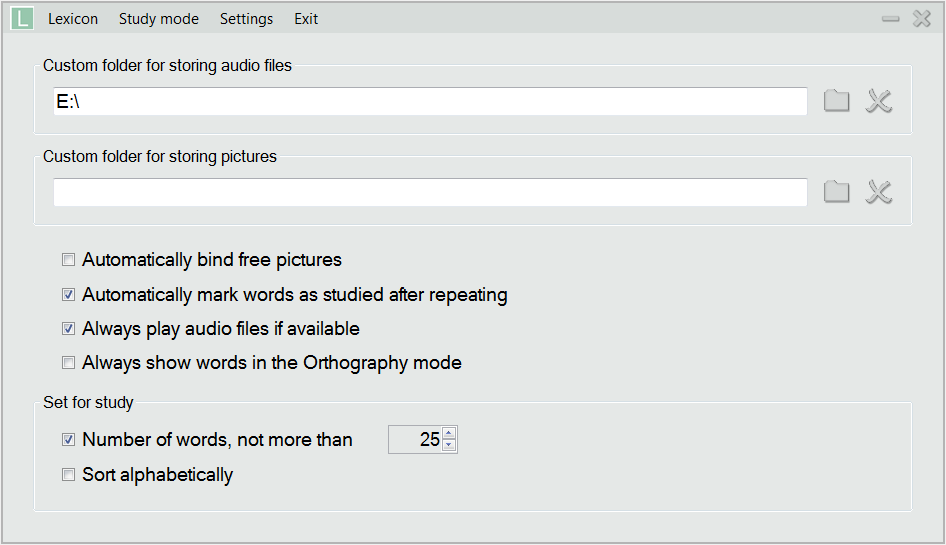 L Lexicon Study mode Settings Exit
Custom folder for storing audio files
E:\
Custom folder for storing pictures
Automatically bind free pictures
Automatically mark words as studied after repeating
Always play audio files if available
Always show words in the Orthography mode
Set for study
Number of words, not more than 25
Sort alphabetically